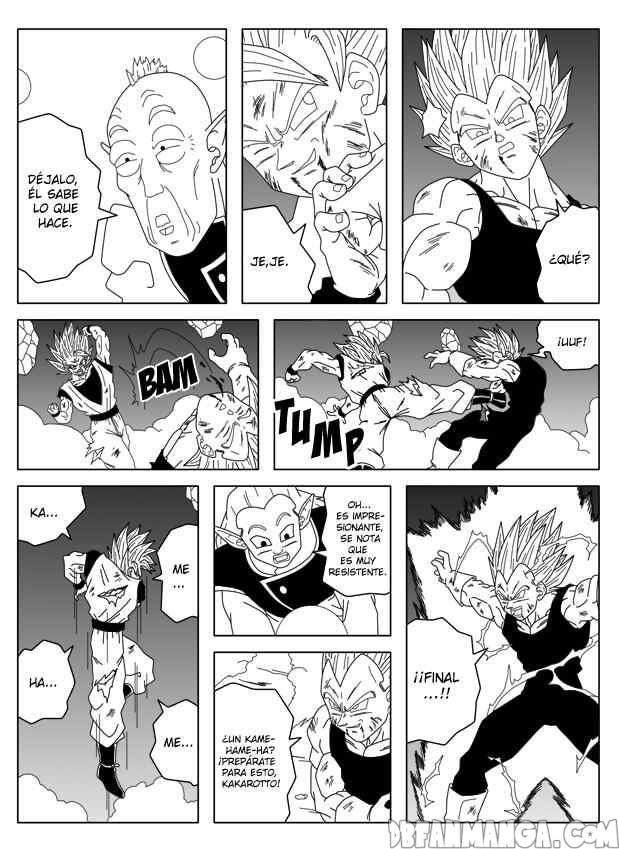 DÉJALO,
ÉL SABE
LO QUE
HACE.
JE,JE.
¿QUÉ?
BAM
TUMP
¡UUF!
KA...
ME
...
HA...
ME...
OH...
ES IMPRE-
SIONANTE,
SE NOTA
QUE
ES MUY
RESISTENTE.
¿UN KAME-
HAME-HA?
¡PREPÁRATE
PARA ESTO,
KAKAROTTO!
¡¡FINAL
...!!
DBFANMANGA.COM